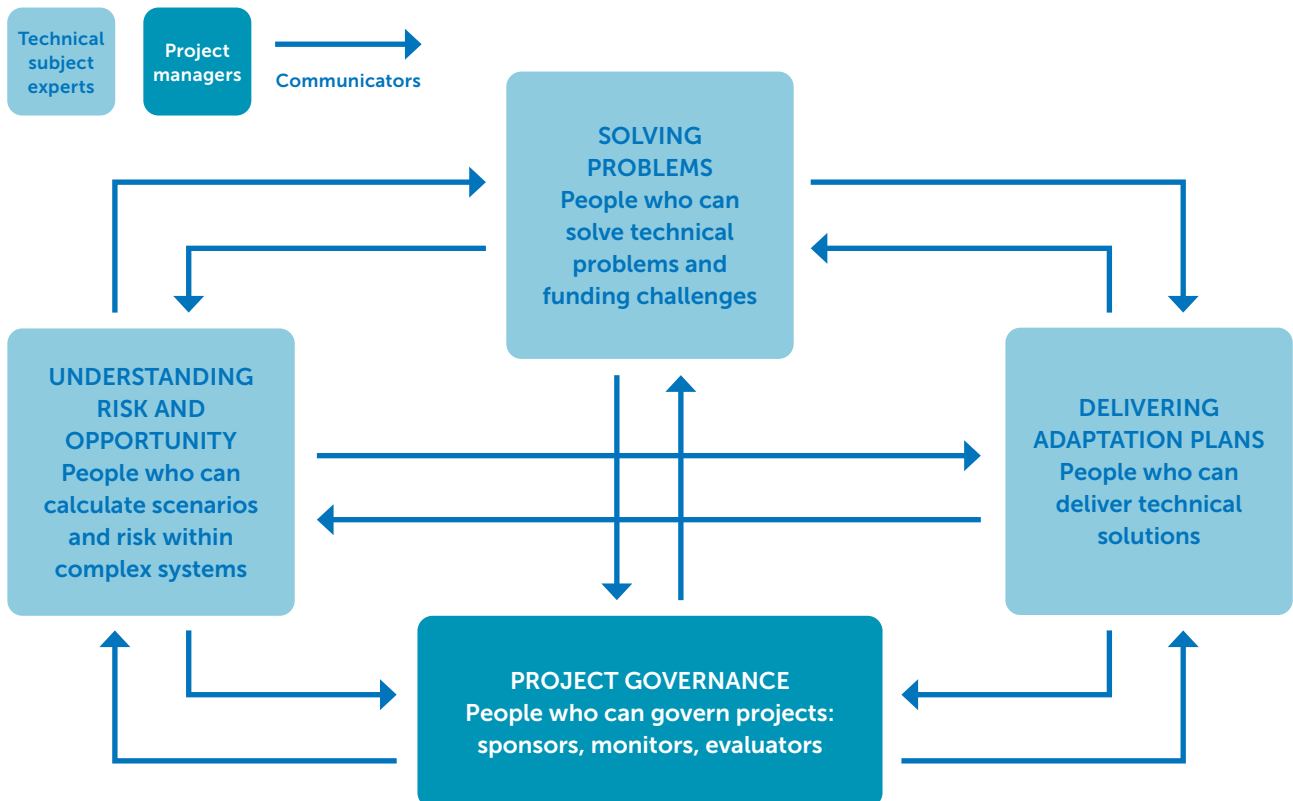 Technical
subject
experts
Project
managers
Communicators
SOLVING
PROBLEMS
People who can
solve technical
problems and
funding challenges
UNDERSTANDING
RISK AND
OPPORTUNITY
People who can
calculate scenarios
and risk within
complex systems
DELIVERING
ADAPTATION PLANS
People who can
deliver technical
solutions
PROJECT GOVERNANCE
People who can govern projects:
sponsors, monitors, evaluators